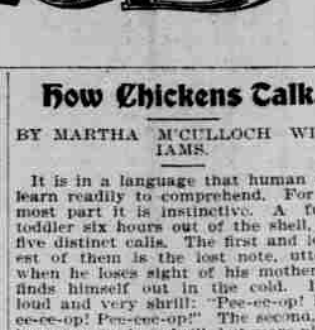 How Chickens Talk
BY MARTHA M'CULLOCH WI
IAMS.
It is in a language that human
learn readily to comprehend. For
most part it is instinctive. A f
toddler six hours out of the shell,
five distinct calls. The first and l
est of them is the lost note, utt
when he loses sight of his mother
finds himself out in the cold. I
loud and very shrill: "Pee-ee-op!
ee-ee-op! Pee-eee-op!" The second,